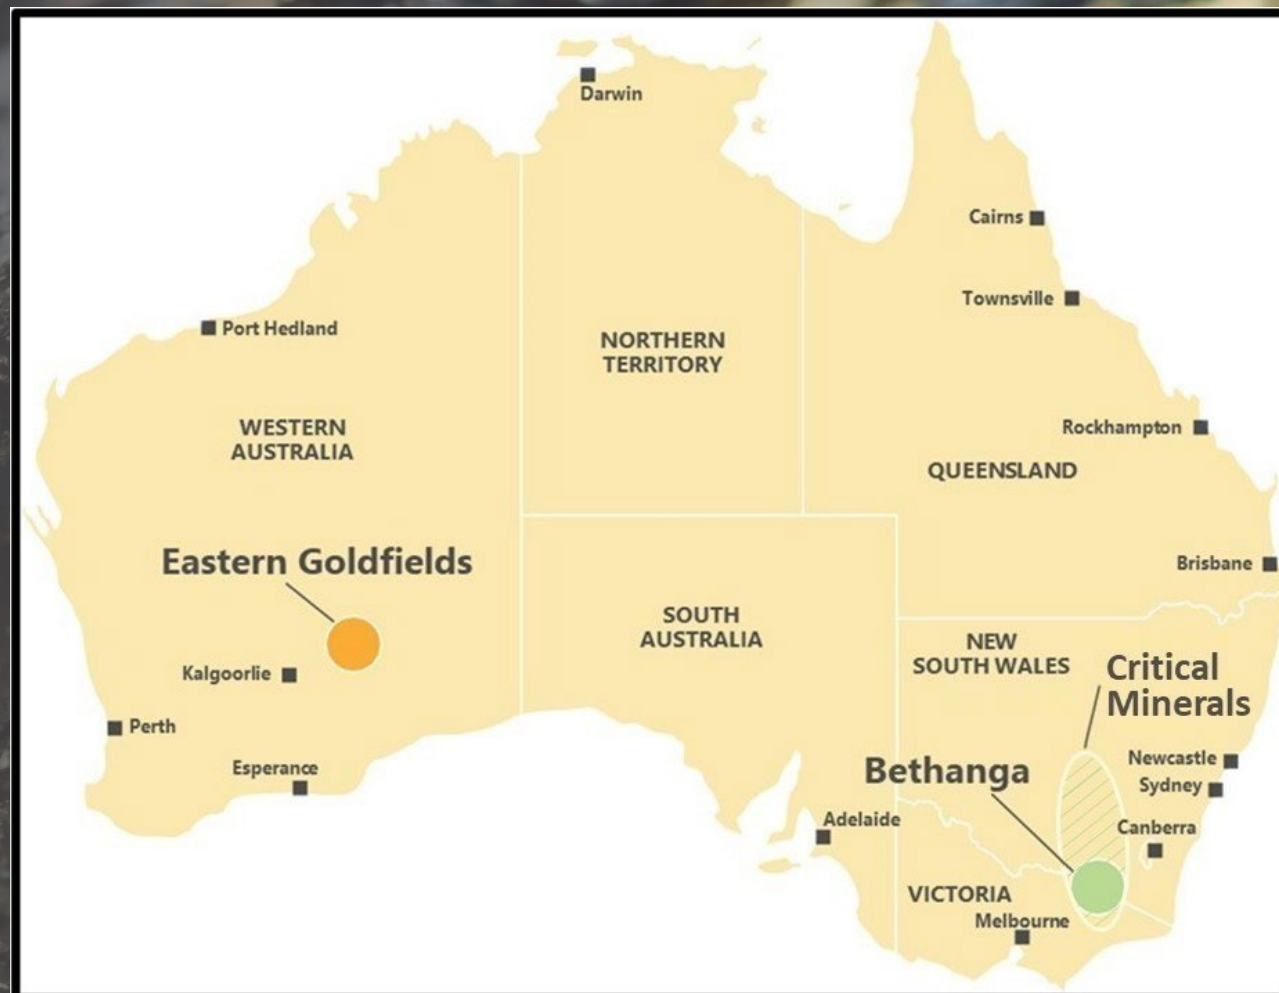 Darwin
Cairns
Townsville
Port Hedland
NORTHERN
TERRITORY
WESTERN
AUSTRALIA
Rockhampton
QUEENSLAND
Eastern Goldfields
Brisbane
SOUTH
AUSTRALIA
NEW
SOUTH WALES
Critical
Minerals
Kalgoorlie
Perth
Esperance
Bethanga
Newcastle
Sydney
Adelaide
Canberra
VICTORIA
Melbourne